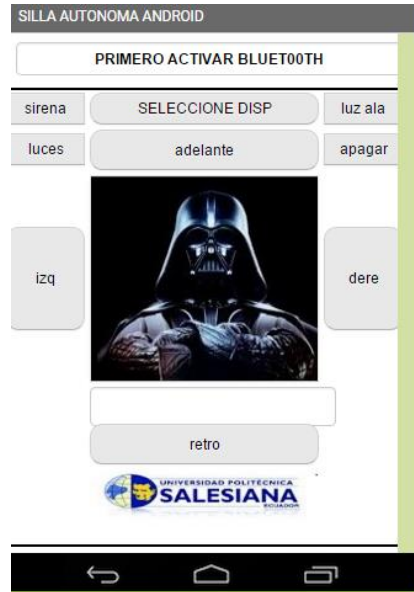 SILLA AUTONOMA ANDROID
PRIMERO ACTIVAR BLUET00TH
sirena SELECCIONE DISP luz ala
luces adelante apagar
izq dere
retro
UNIVERSIDAD POLITÉCNICA
SALESIANA
ECUADOR